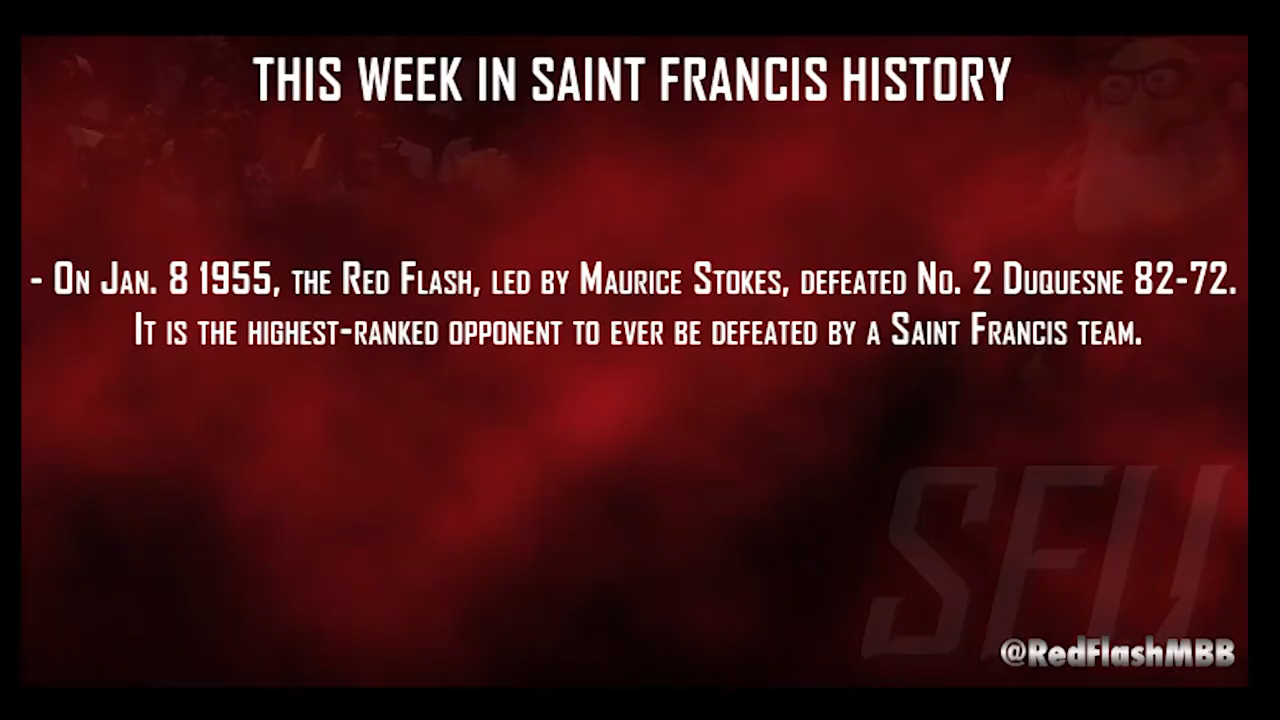 THIS WEEK IN SAINT FRANCIS HISTORY
- On Jan. 8 1955, the Red Flash, led by Maurice Stokes, defeated No. 2 Duquesne 82-72.
It is the highest-ranked opponent to ever be defeated by a Saint Francis team.
SFU
@RedFlashMBB